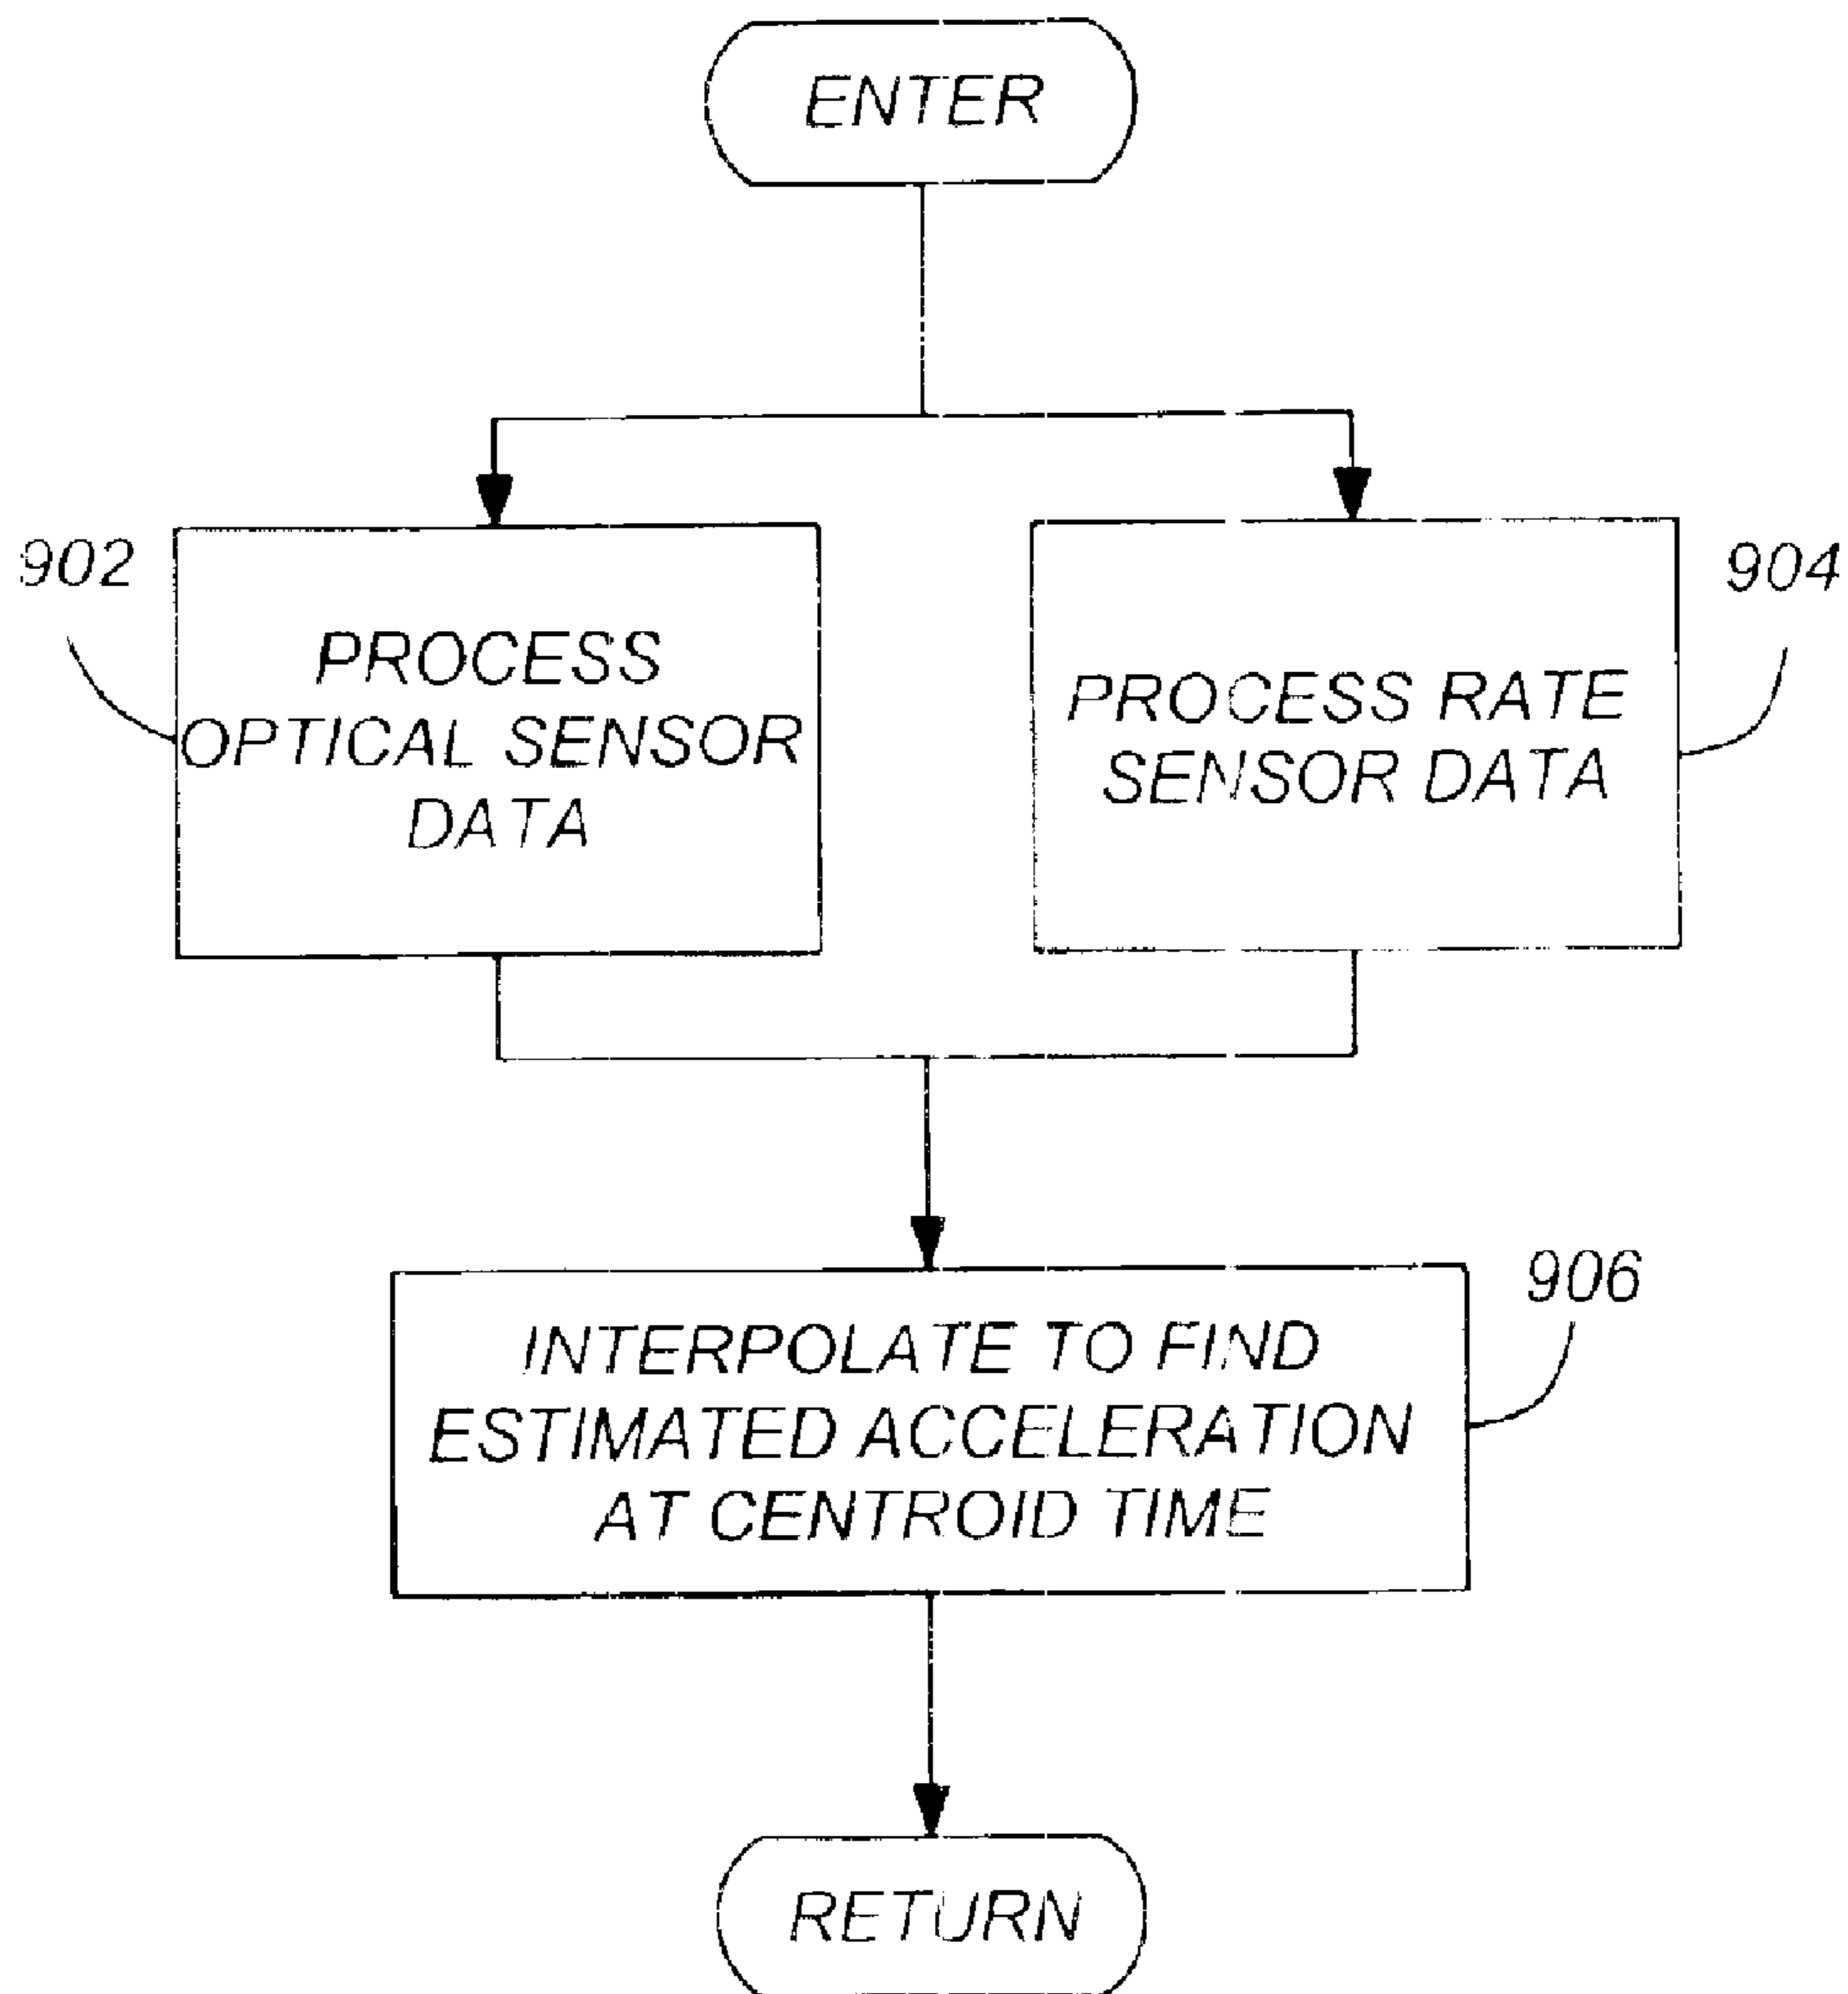 ENTER
902
PROCESS
OPTICAL SENSOR
DATA
904
PROCESS RATE
SENSOR DATA
906
INTERPOLATE TO FIND
ESTIMATED ACCELERATION
AT CENTROID TIME
RETURN